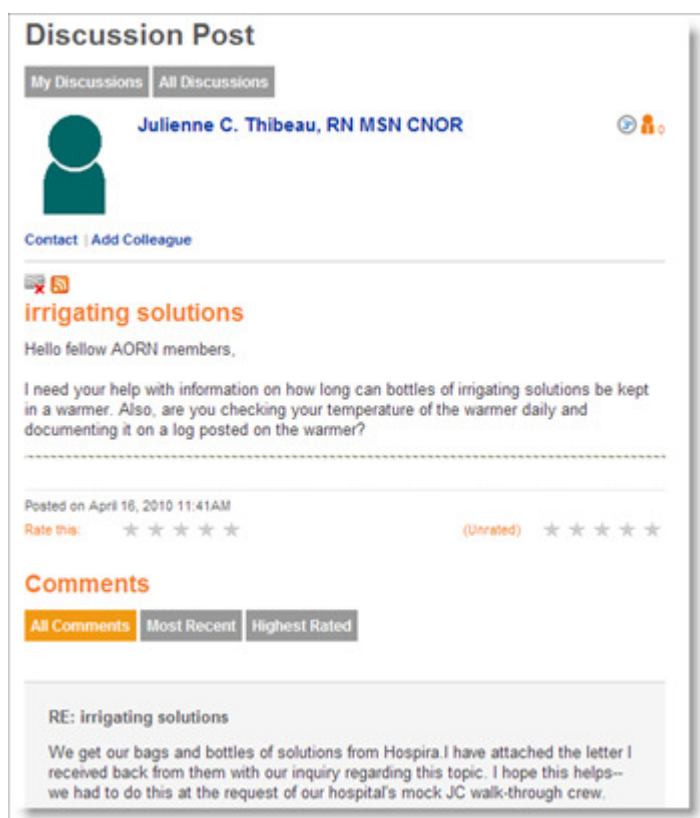 Discussion Post
My Discussions All Discussions
Julienne C. Thibeau, RN MSN CNOR
0
Contact | Add Colleague
irrigating solutions
Hello fellow AORN members,
I need your help with information on how long can bottles of irrigating solutions be kept
in a warmer. Also, are you checking your temperature of the warmer daily and
documenting it on a log posted on the warmer?
Posted on April 16, 2010 11:41AM
Rate this: (Unrated)
Comments
All Comments Most Recent Highest Rated
RE: irrigating solutions
We get our bags and bottles of solutions from Hospira.I have attached the letter I
received back from them with our inquiry regarding this topic. I hope this helps--
we had to do this at the request of our hospital's mock JC walk-through crew.